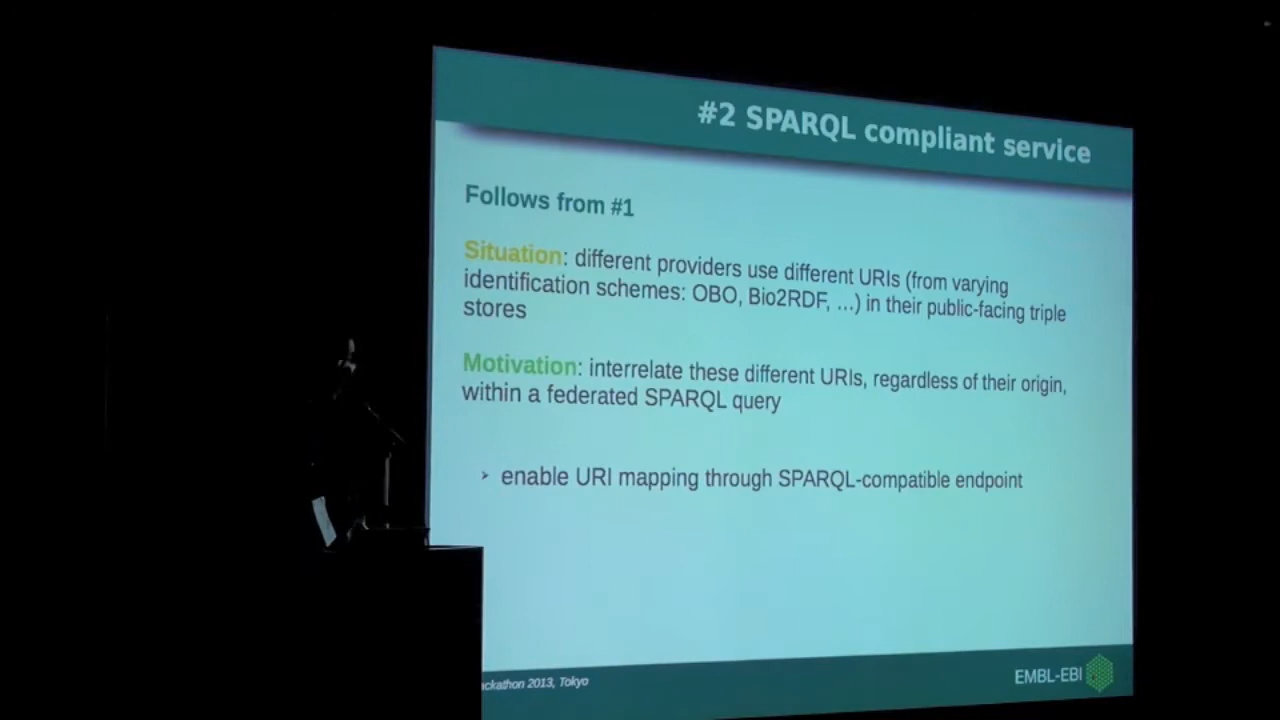 #2 SPARQL compliant service
Follows from #1
Situation: different providers use different URIs (from varying
identification schemes: OBO, Bio2RDF, ...) in their public-facing triple
stores
Motivation: interrelate these different URIs, regardless of their origin,
within a federated SPARQL query
➢ enable URI mapping through SPARQL-compatible endpoint
ckathon 2013, Tokyo
EMBL-EBI